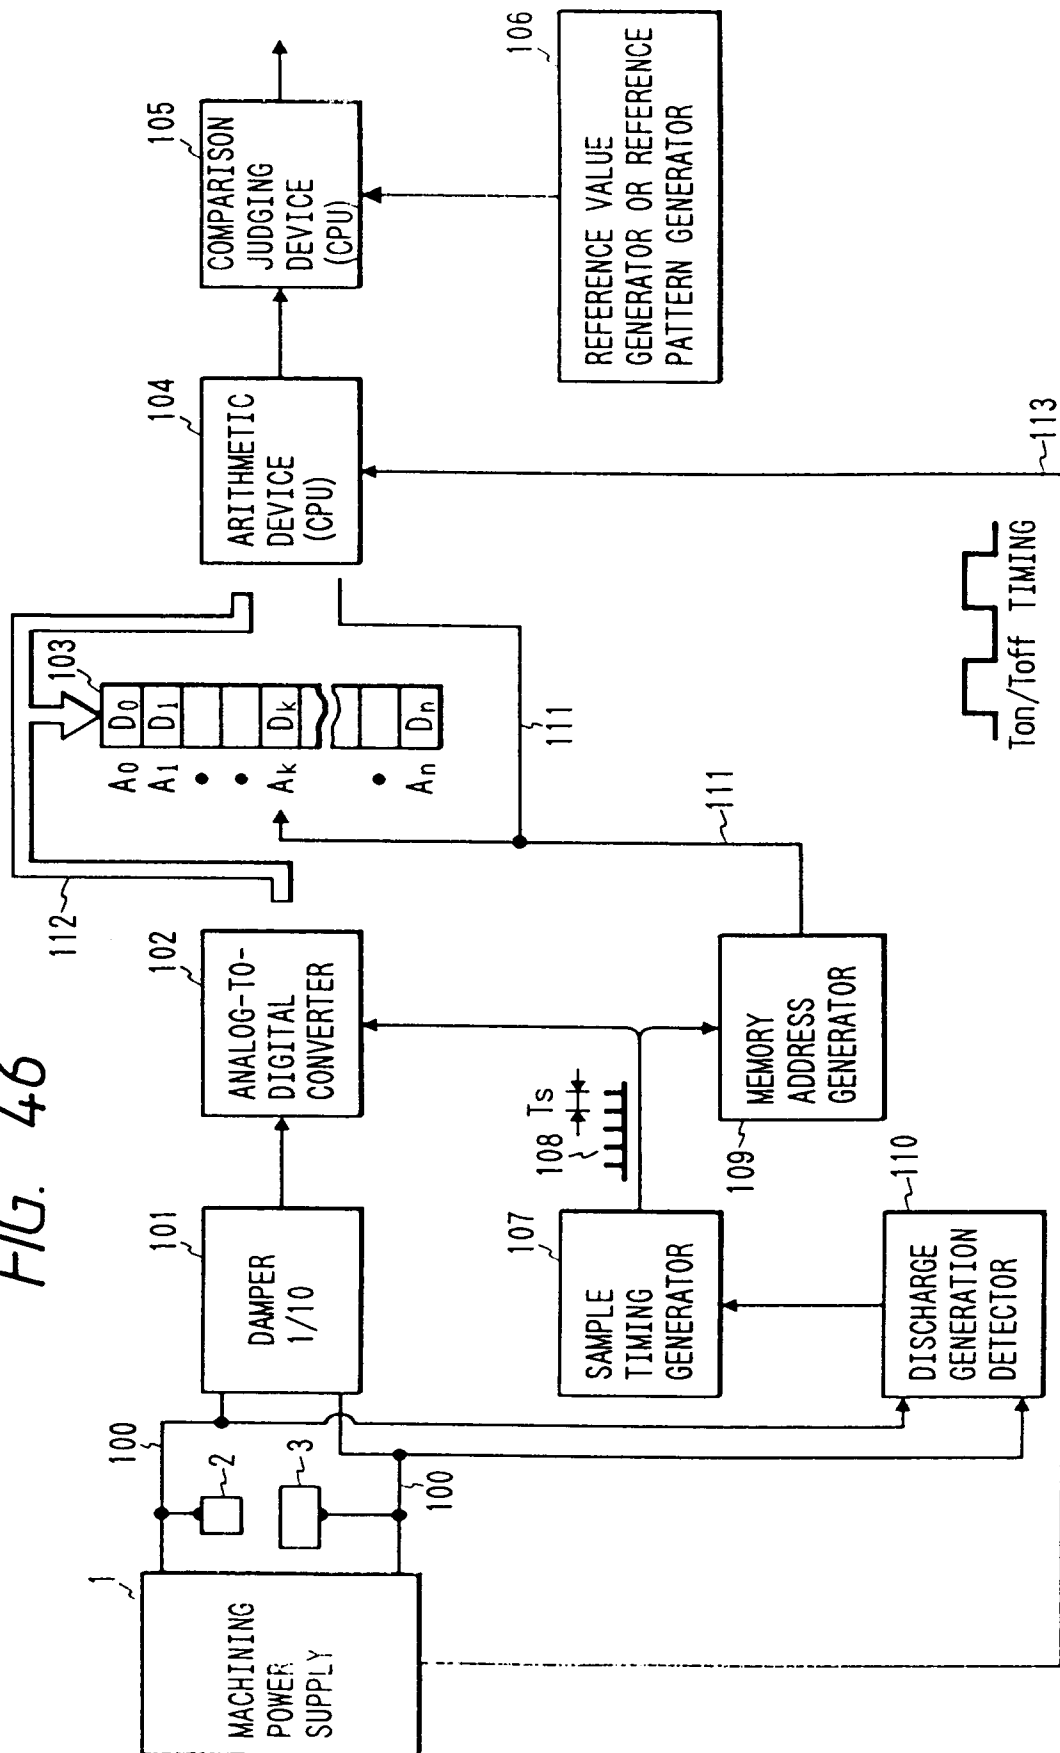 FIG. 46
1
MACHINING
POWER
SUPPLY
100
2
3
100
101
DAMPER
1/10
102
ANALOG-TO-
DIGITAL
CONVERTER
112
103
A0 D0
A1 D1
Ak Dk
An Dn
111
111
104
ARITHMETIC
DEVICE
(CPU)
105
COMPARISON
JUDGING
DEVICE
(CPU)
106
REFERENCE VALUE
GENERATOR OR REFERENCE
PATTERN GENERATOR
107
SAMPLE
TIMING
GENERATOR
108
Ts
109
MEMORY
ADDRESS
GENERATOR
110
DISCHARGE
GENERATION
DETECTOR
Ton/Toff TIMING
113